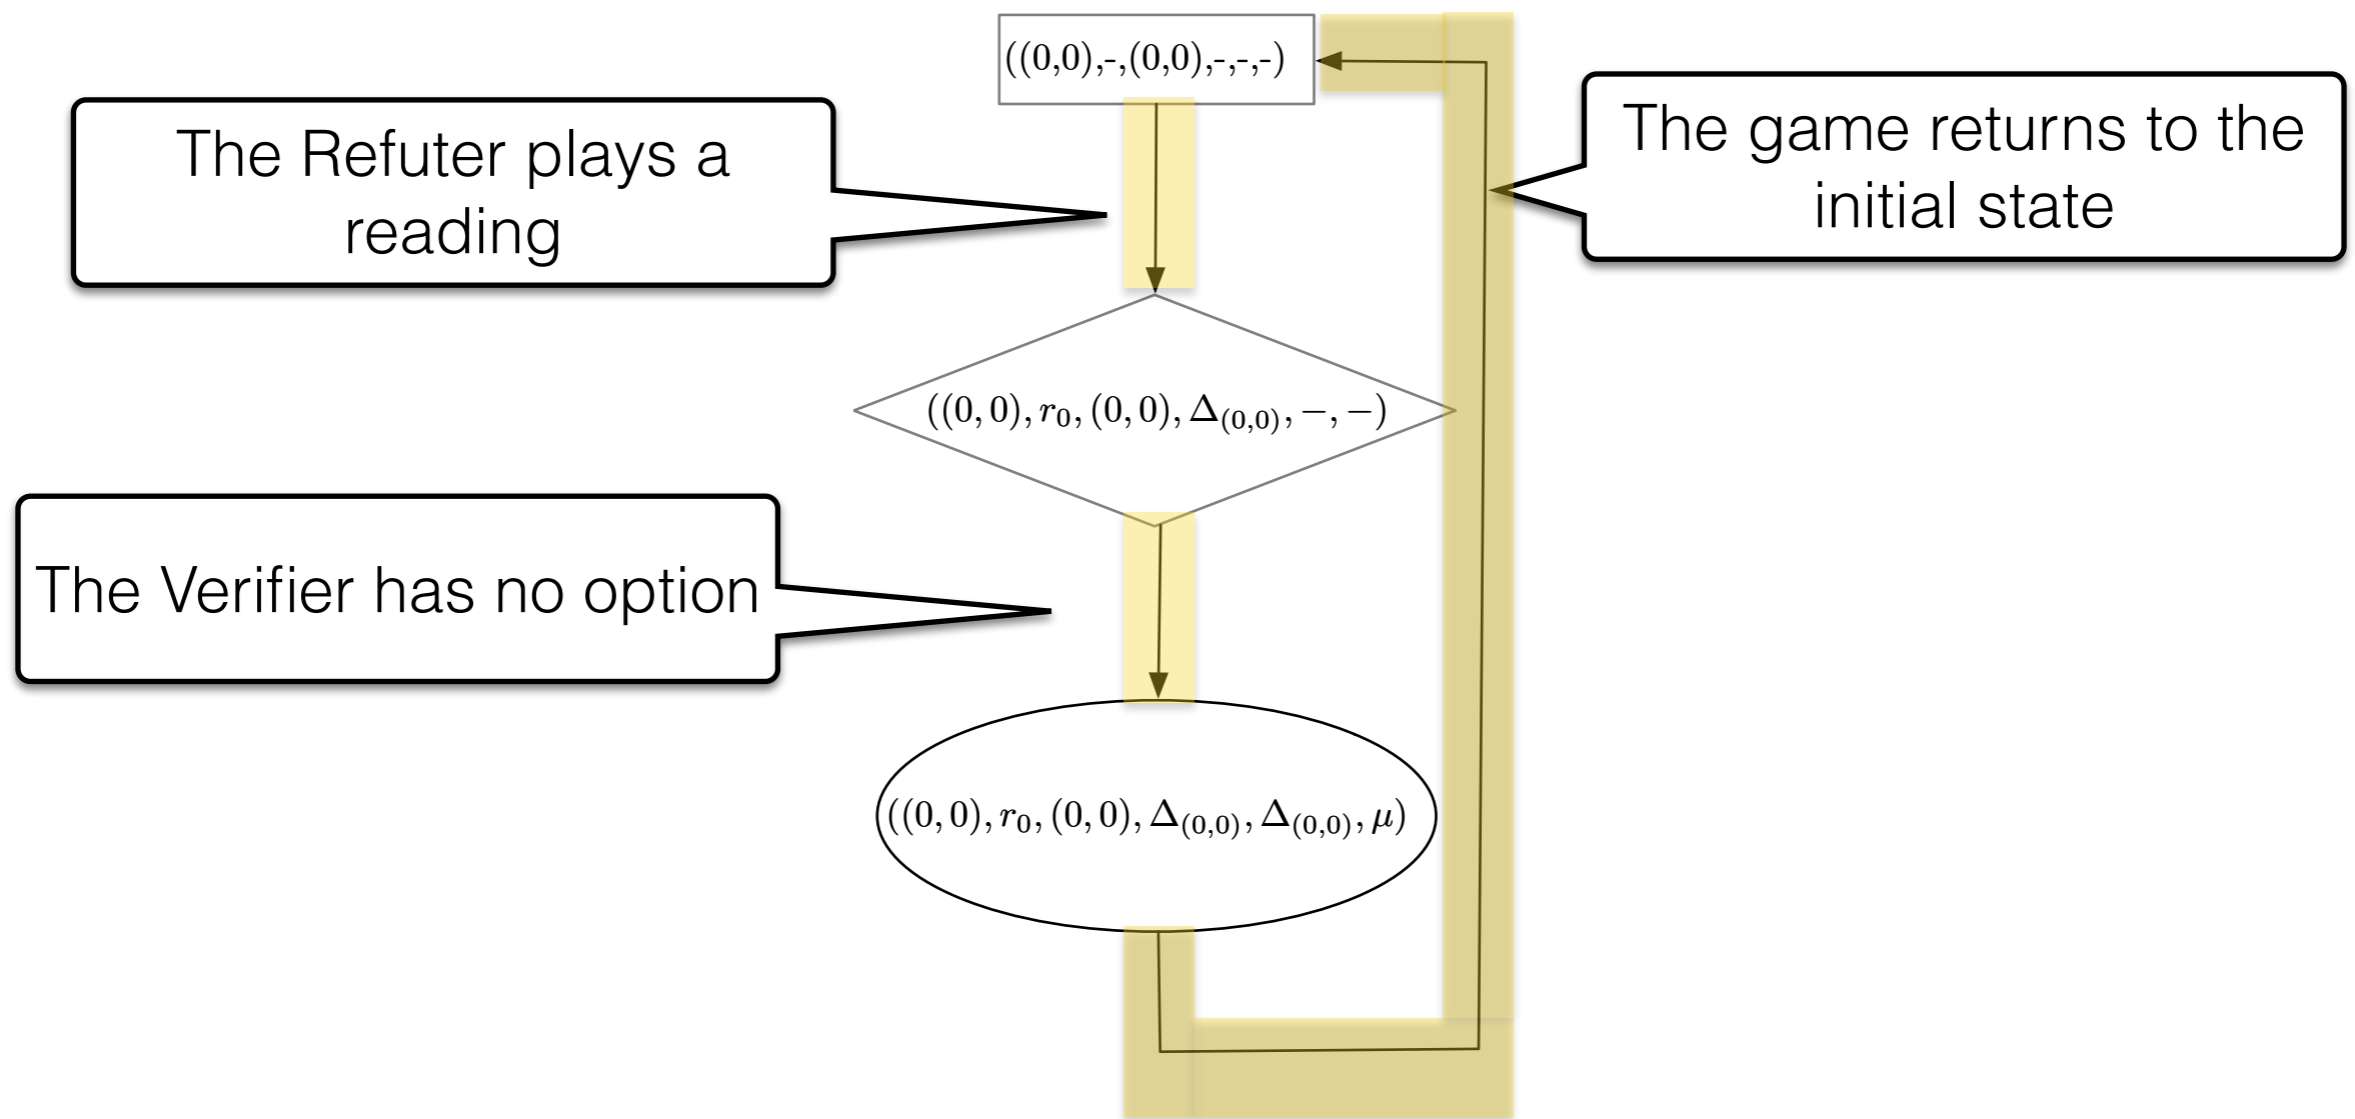 ((0,0),-,(0,0),-,-,-)
The Refuter plays a
reading
The game returns to the
initial state
((0, 0), r₀, (0, 0), Δ₍₀,₀₎, −, −)
The Verifier has no option
((0, 0), r₀, (0, 0), Δ₍₀,₀₎, Δ₍₀,₀₎, μ)